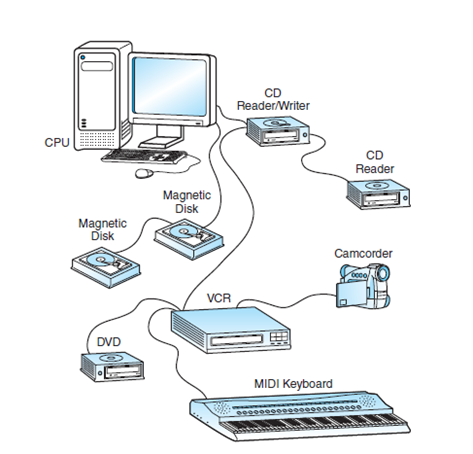 CD
Reader/Writer
CPU
CD
Reader
Magnetic
Disk
Magnetic
Disk
Camcorder
VCR
DVD
MIDI Keyboard